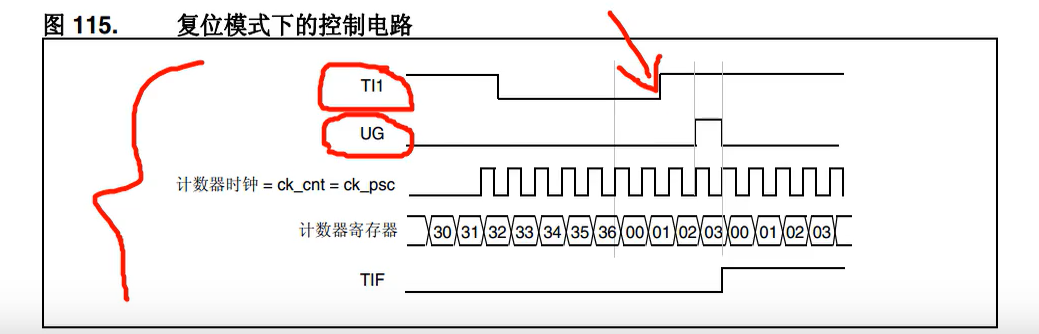 图 115. 复位模式下的控制电路
TI1
UG
计数器时钟 = ck_cnt = ck_psc
计数器寄存器 30 31 32 33 34 35 36 00 01 02 03 00 01 02 03
TIF